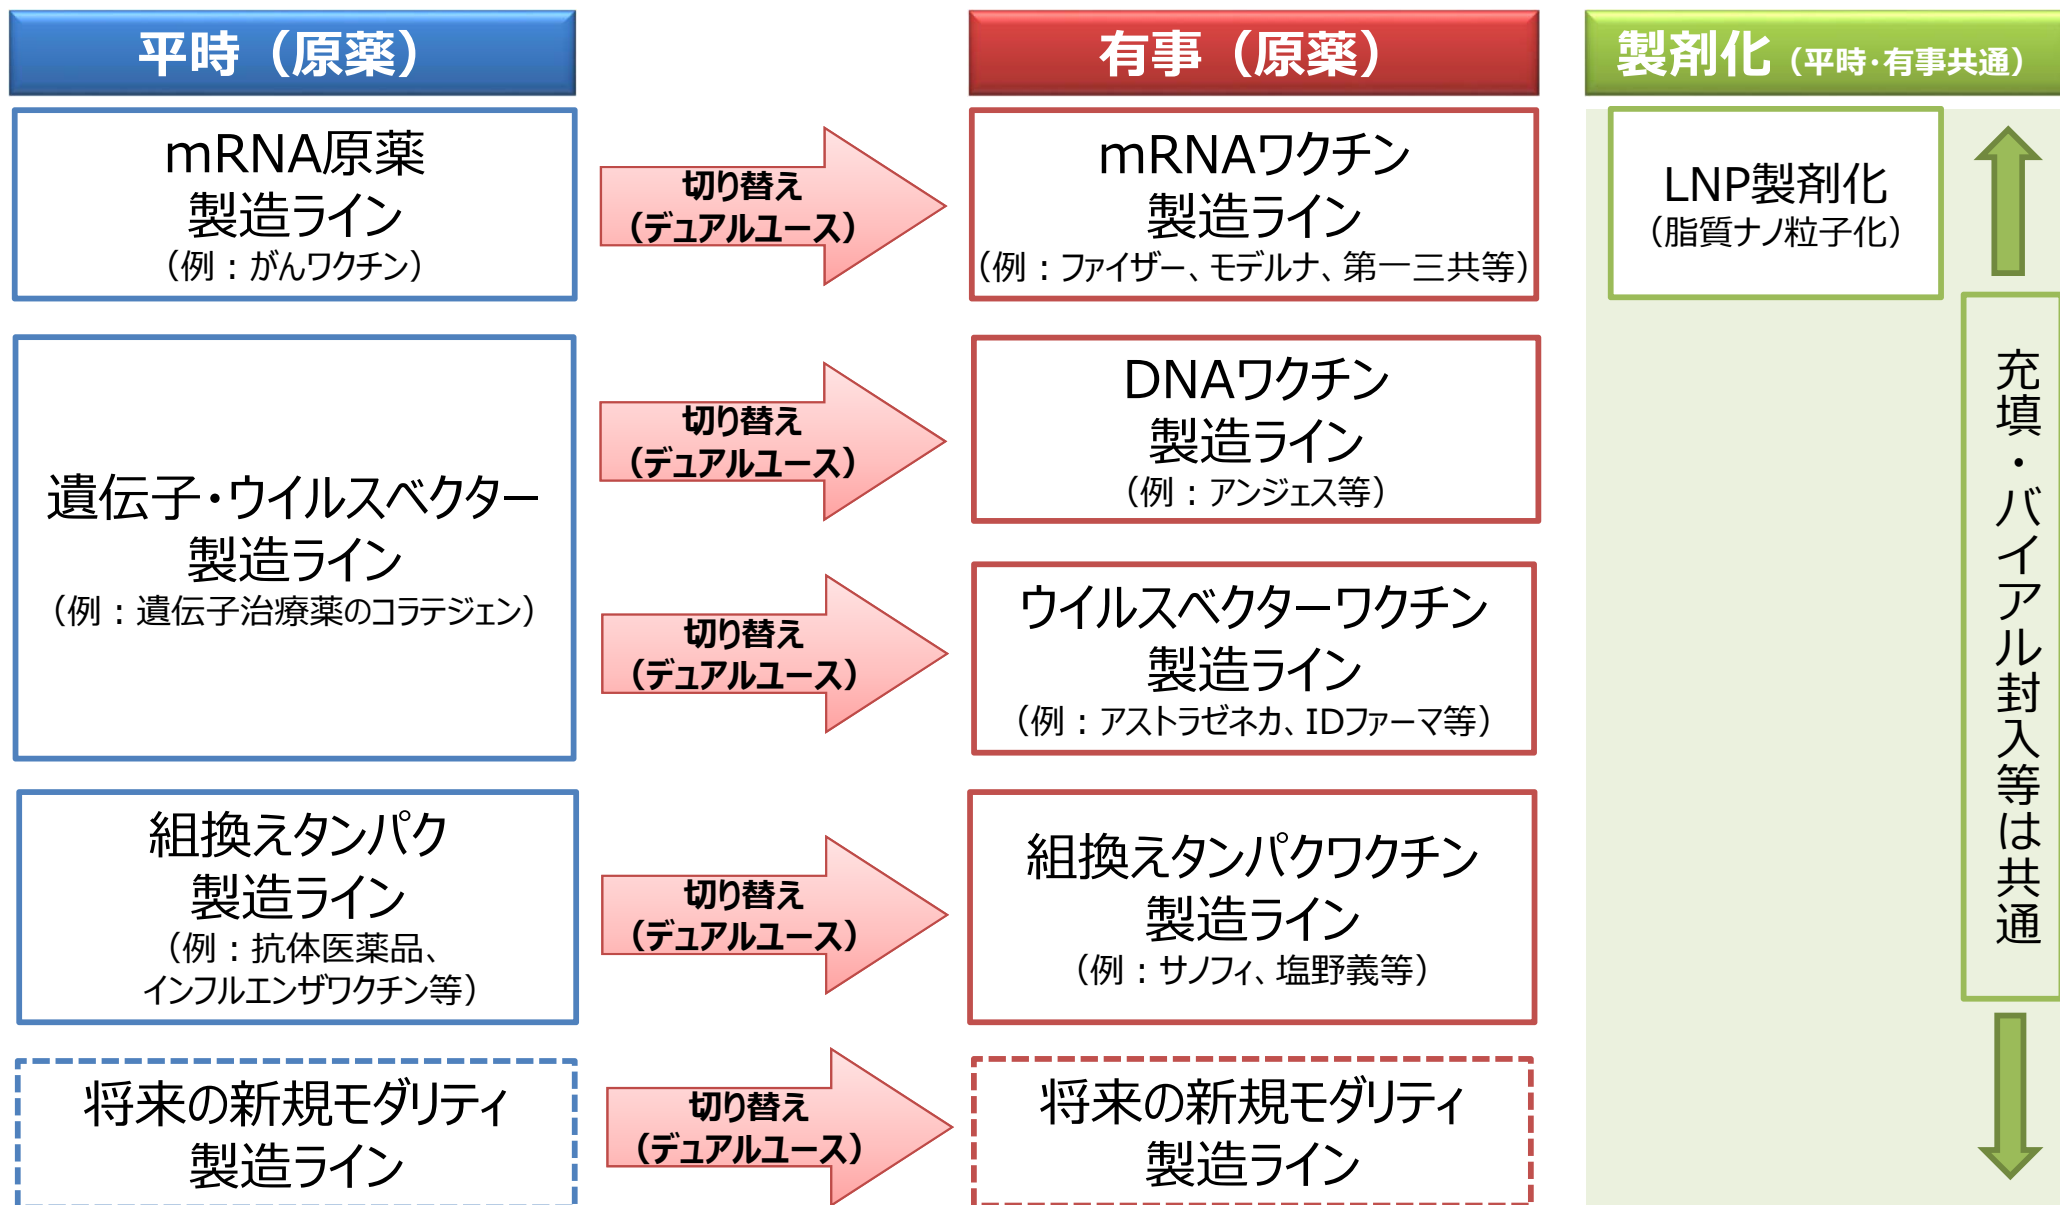 平時（原薬）
有事（原薬）
製剤化（平時・有事共通）
mRNA原薬
製造ライン
（例：がんワクチン）
切り替え
（デュアルユース）
mRNAワクチン
製造ライン
（例：ファイザー、モデルナ、第一三共等）
LNP製剤化
（脂質ナノ粒子化）
遺伝子・ウイルスベクター
製造ライン
（例：遺伝子治療薬のコラテジェン）
切り替え
（デュアルユース）
DNAワクチン
製造ライン
（例：アンジェス等）
切り替え
（デュアルユース）
ウイルスベクターワクチン
製造ライン
（例：アストラゼネカ、IDファーマ等）
組換えタンパク
製造ライン
（例：抗体医薬品、
インフルエンザワクチン等）
切り替え
（デュアルユース）
組換えタンパクワクチン
製造ライン
（例：サノフィ、塩野義等）
将来の新規モダリティ
製造ライン
切り替え
（デュアルユース）
将来の新規モダリティ
製造ライン
充填・バイアル封入等は共通